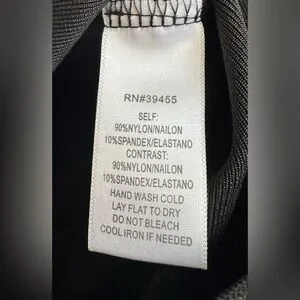 RN#39455
SELF:
90%NYLON/NAILON
10%SPANDEX/ELASTANO
CONTRAST:
90%NYLON/NAILON
10%SPANDEX/ELASTANO
HAND WASH COLD
LAY FLAT TO DRY
DO NOT BLEACH
COOL IRON IF NEEDED